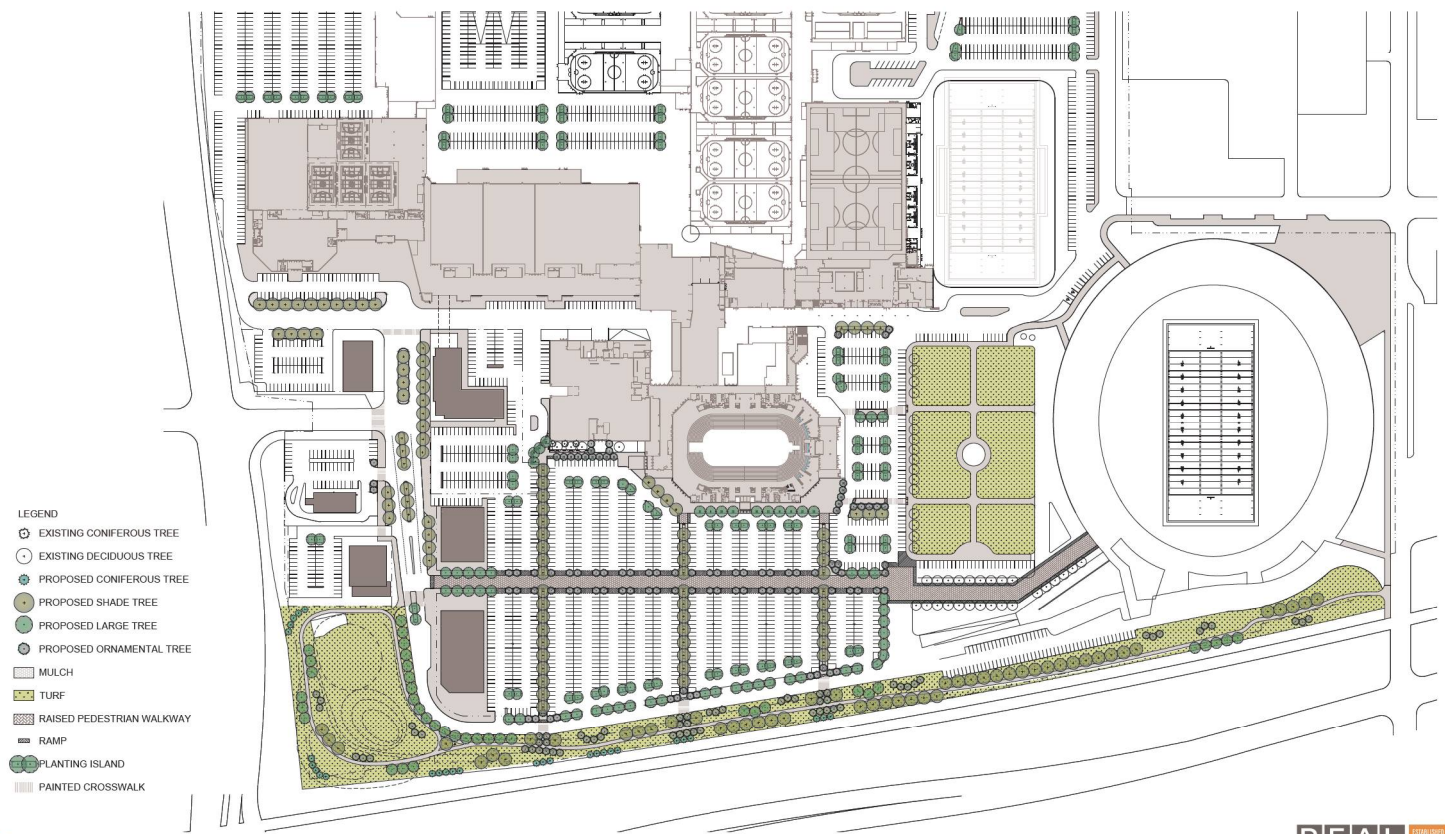 LEGEND
EXISTING CONIFEROUS TREE
EXISTING DECIDUOUS TREE
PROPOSED CONIFEROUS TREE
PROPOSED SHADE TREE
PROPOSED LARGE TREE
PROPOSED ORNAMENTAL TREE
MULCH
TURF
RAISED PEDESTRIAN WALKWAY
RAMP
PLANTING ISLAND
PAINTED CROSSWALK
ESTABLISHED